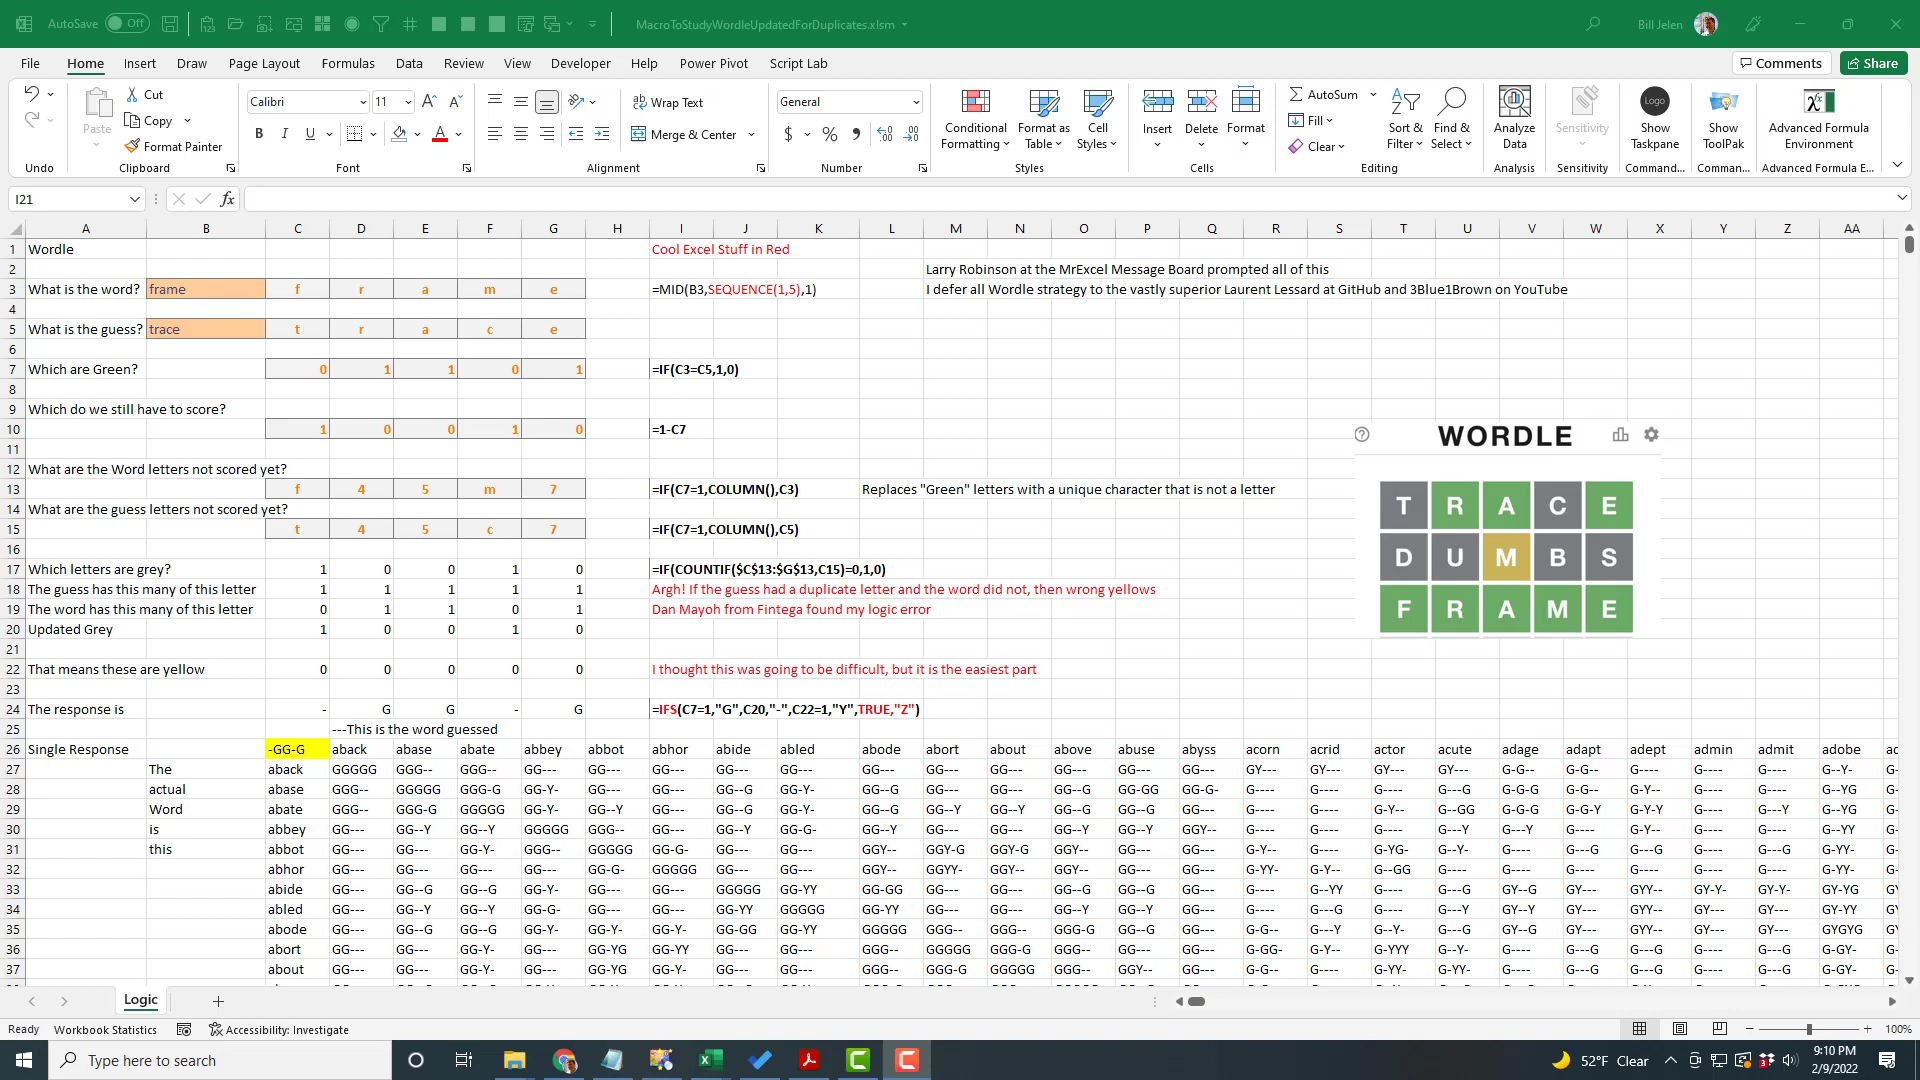 AutoSave Off MacroToStudyWordleUpdatedForDuplicates.xlsm Bill Jelen
File Home Insert Draw Page Layout Formulas Data Review View Developer Help Power Pivot Script Lab Comments Share
Cut Calibri 11 Wrap Text General AutoSum
Paste Copy Conditional Formatting Format as Table Cell Styles Insert Delete Format Fill Sort & Filter Find & Select Analyze Data Sensitivity Logo Show Taskpane Show ToolPak Advanced Formula Environment
Format Painter B I U A Merge & Center $ % Clear
Undo Clipboard Font Alignment Number Styles Cells Editing Analysis Sensitivity Command... Comman... Advanced Formula E...
I21 fx
A B C D E F G H I J K L M N O P Q R S T U V W X Y Z AA
1 Wordle Cool Excel Stuff in Red
2 Larry Robinson at the MrExcel Message Board prompted all of this
3 What is the word? frame f r a m e =MID(B3,SEQUENCE(1,5),1) I defer all Wordle strategy to the vastly superior Laurent Lessard at GitHub and 3Blue1Brown on YouTube
4
5 What is the guess? trace t r a c e
6
7 Which are Green? 0 1 1 0 1 =IF(C3=C5,1,0)
8
9 Which do we still have to score?
10 1 0 0 1 0 =1-C7
11
12 What are the Word letters not scored yet?
13 f 4 5 m 7 =IF(C7=1,COLUMN(),C3) Replaces "Green" letters with a unique character that is not a letter
14 What are the guess letters not scored yet?
15 t 4 5 c 7 =IF(C7=1,COLUMN(),C5)
16
17 Which letters are grey? 1 0 0 1 0 =IF(COUNTIF($C$13:$G$13,C15)=0,1,0)
18 The guess has this many of this letter 1 1 1 1 1 Argh! If the guess had a duplicate letter and the word did not, then wrong yellows
19 The word has this many of this letter 0 1 1 0 1 Dan Mayoh from Fintega found my logic error
20 Updated Grey 1 0 0 1 0
21
22 That means these are yellow 0 0 0 0 0 I thought this was going to be difficult, but it is the easiest part
23
24 The response is - G G - G =IFS(C7=1,"G",C20,"-",C22=1,"Y",TRUE,"Z")
25 ---This is the word guessed
WORDLE
T R A C E
D U M B S
F R A M E
26 Single Response -GG-G aback abase abate abbey abbot abhor abide abled abode abort about above abuse abyss acorn acrid actor acute adage adapt adept admin admit adobe
27 The aback GGGGG GGG-- GGG-- GG--- GG--- GG--- GG--- GG--- GG--- GG--- GG--- GG--- GG--- GG--- GY--- GY--- GY--- GY--- G-G-- G-G-- G---- G---- G---- G--Y-
28 actual abase GGG-- GGGGG GGG-G GG-Y- GG--- GG--- GG--G GG-Y- GG--G GG--- GG--- GG--G GG-GG GG-G- G---- G---- G---- G---G G-G-G G-G-- G-Y-- G---- G---- G--YG
29 Word abate GGG-- GGG-G GGGGG GG-Y- GG--Y GG--- GG--G GG-Y- GG--G GG--Y GG--G GG--G GG--G GG--- G---- G---- G-Y-- G--GG G-G-G G-G-Y G-Y-Y G---- G---Y G--YG
30 is abbey GG--- GG--Y GG--Y GGGGG GGG-- GG--- GG--Y GG-G- GG--Y GG--- GG--- GG--Y GG--Y GGY-- G---- G---- G---- G---Y G---Y G---- G-Y-- G---- G---- G--YY
31 this abbot GG--- GG--- GG-Y- GGG-- GGGGG GG-G- GG--- GG--- GGY-- GGY-G GGY-G GGY-- GG--- GG--- G-Y-- G---- G-YG- G--Y- G---- G---G G---G G---- G---G G-YY-
32 abhor GG--- GG--- GG--- GG--- GG-G- GGGGG GG--- GG--- GGY-- GGYY- GGY-- GGY-- GG--- GG--- G-YY- G-Y-- G--GG G---- G---- G---- G---- G---- G---- G-Y--
33 abide GG--- GG--G GG--G GG-Y- GG--- GG--- GGGGG GG-YY GG-GG GG--- GG--- GG--G GG--G GG--- G---- G--YY G---- G---G GY--G GY--- GYY-- GY-Y- GY-Y- GY-YG
34 abled GG--- GG--Y GG--Y GG-G- GG--- GG--- GG-YY GGGGG GG-YY GG--- GG--- GG--Y GG--Y GG--- G---- G---G G---- G---Y GY--Y GY--- GYY-- GY--- GY--- GY-YY
35 abode GG--- GG--G GG--G GG-Y- GG-Y- GG-Y- GG-GG GG-YY GGGGG GGG-- GGG-- GGG-G GG--G GG--- G-G-- G---Y G--Y- G---G GY--G GY--- GYY-- GY--- GY--- GYGYG
36 abort GG--- GG--- GG-Y- GG--- GG-YG GG-YY GG--- GG--- GGG-- GGGGG GGG-G GGG-- GG--- GG--- G-GG- G-Y-- G-YYY G--Y- G---- G---G G---G G---- G---G G-GY-
37 about GG--- GG--- GG-Y- GG--- GG-YG GG-Y- GG--- GG--- GGG-- GGG-G GGGGG GGG-- GGY-- GG--- G-G-- G---- G-YY- G-YY- G---- G---G G---G G---- G---G G-GY-
Logic
Ready Workbook Statistics Accessibility: Investigate 100%
Type here to search 52°F Clear 9:10 PM
2/9/2022